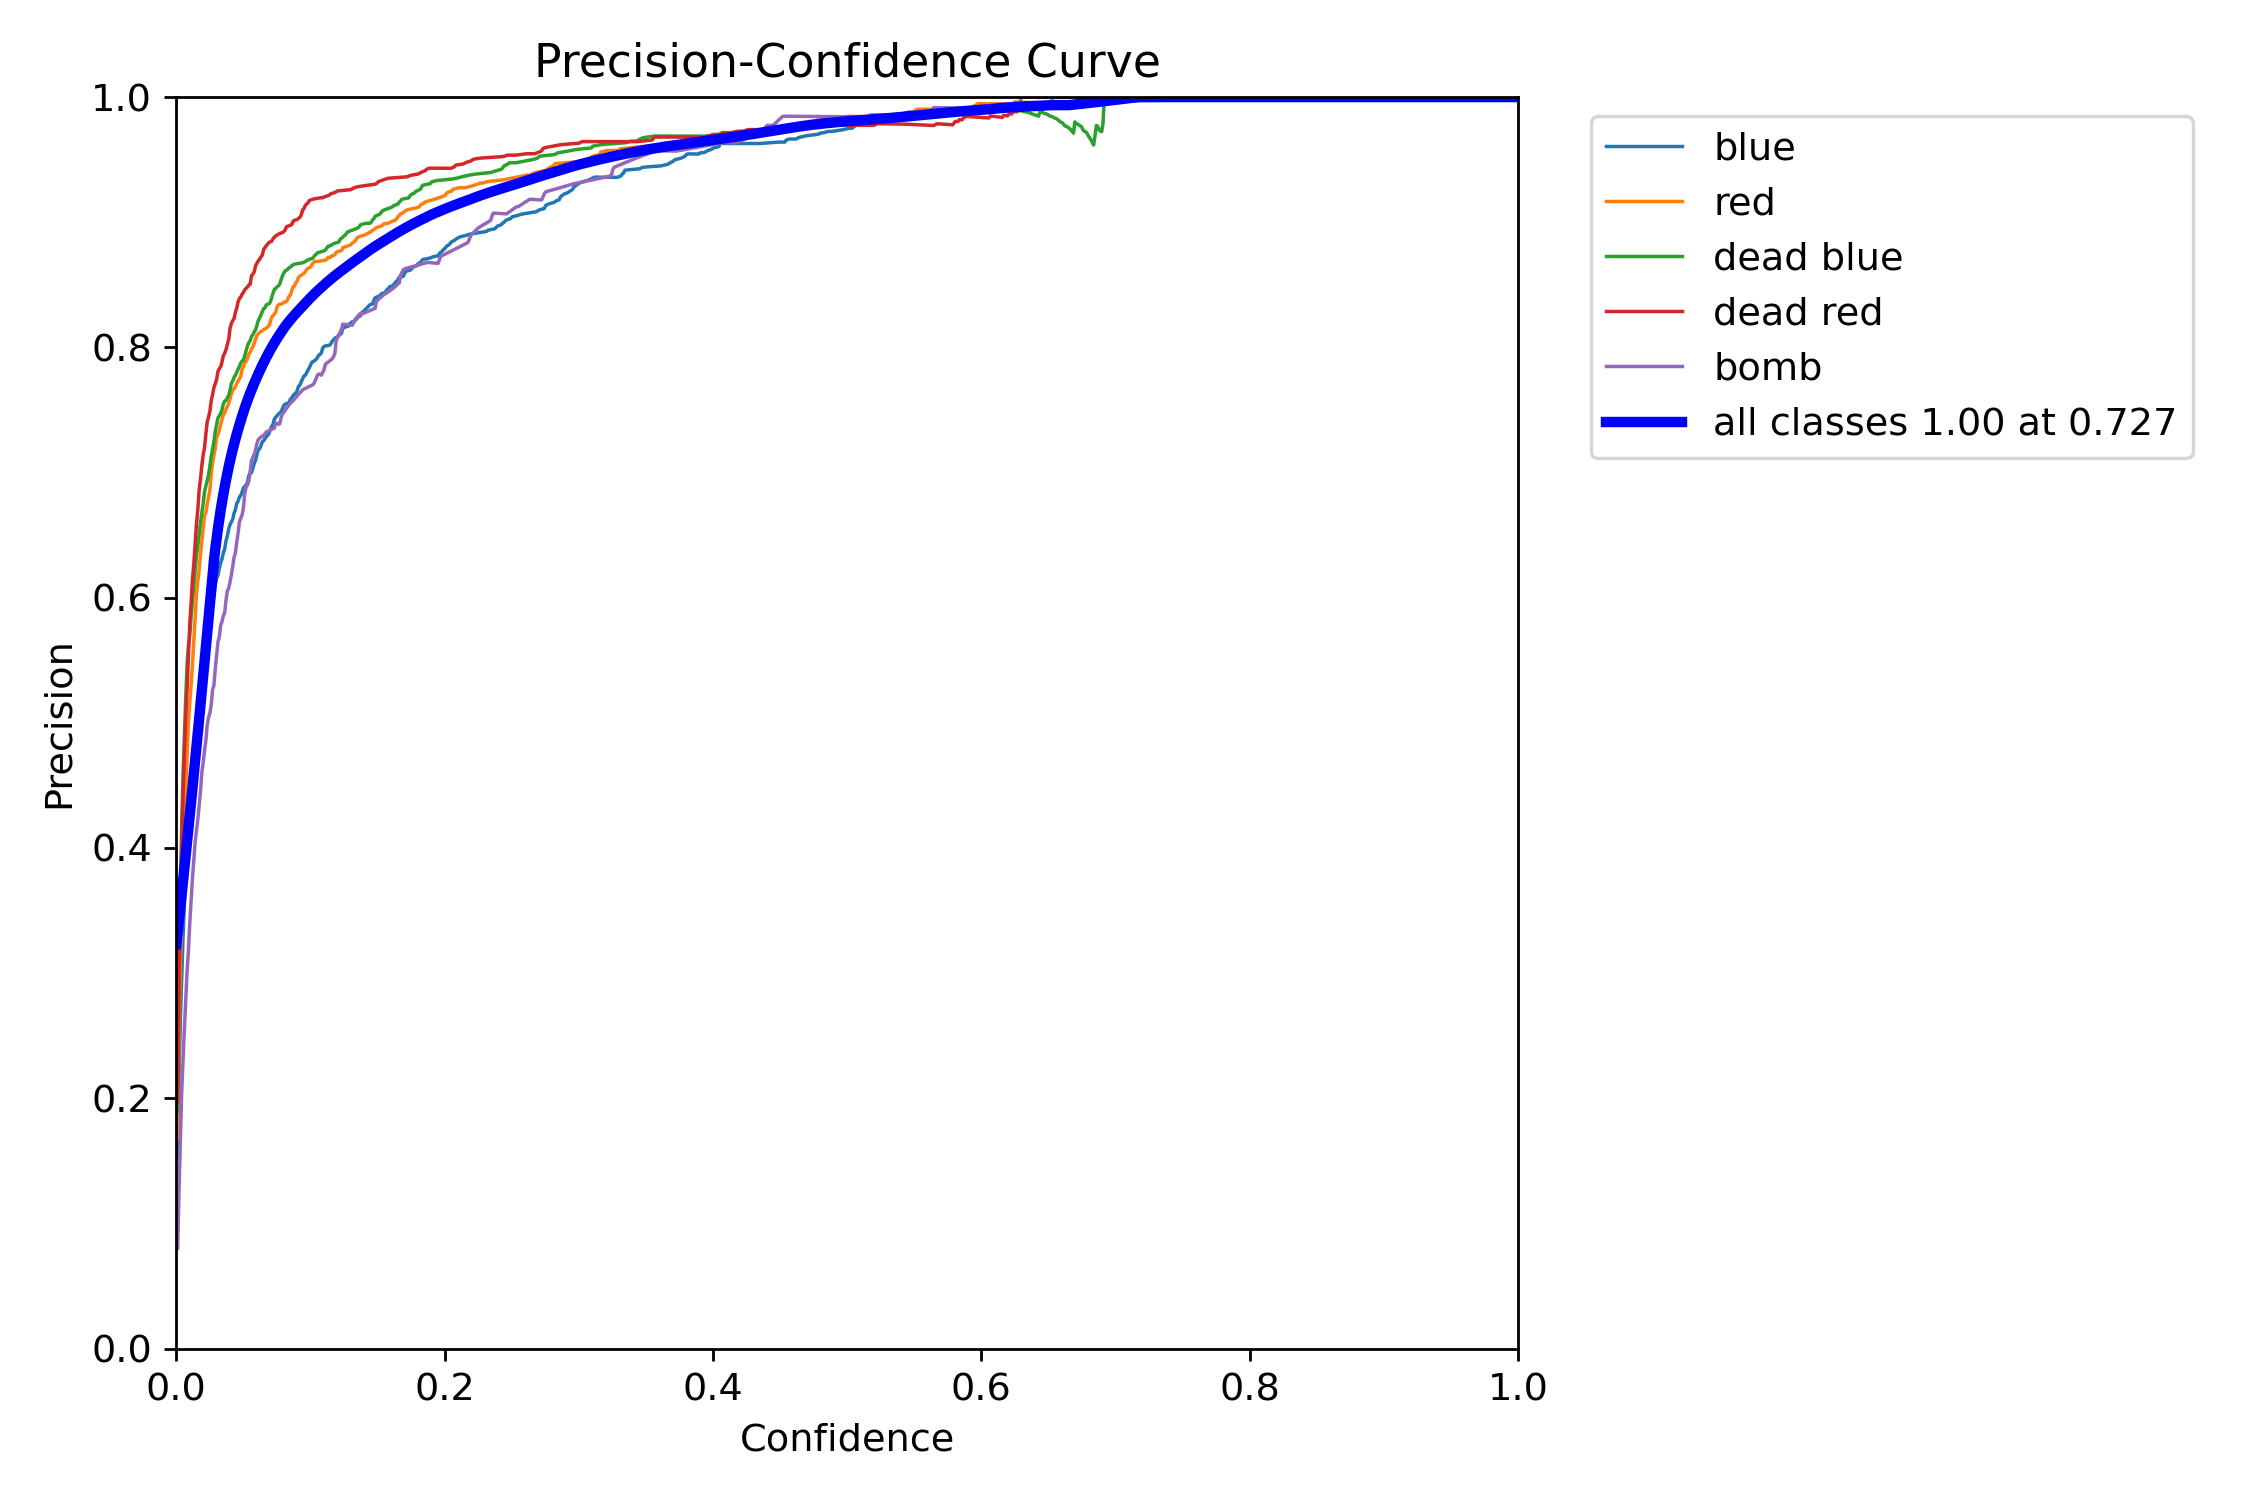 Precision-Confidence Curve
1.0
0.8
0.6
0.4
0.2
0.0
Precision
0.0 0.2 0.4 0.6 0.8 1.0
Confidence
blue
red
dead blue
dead red
bomb
all classes 1.00 at 0.727